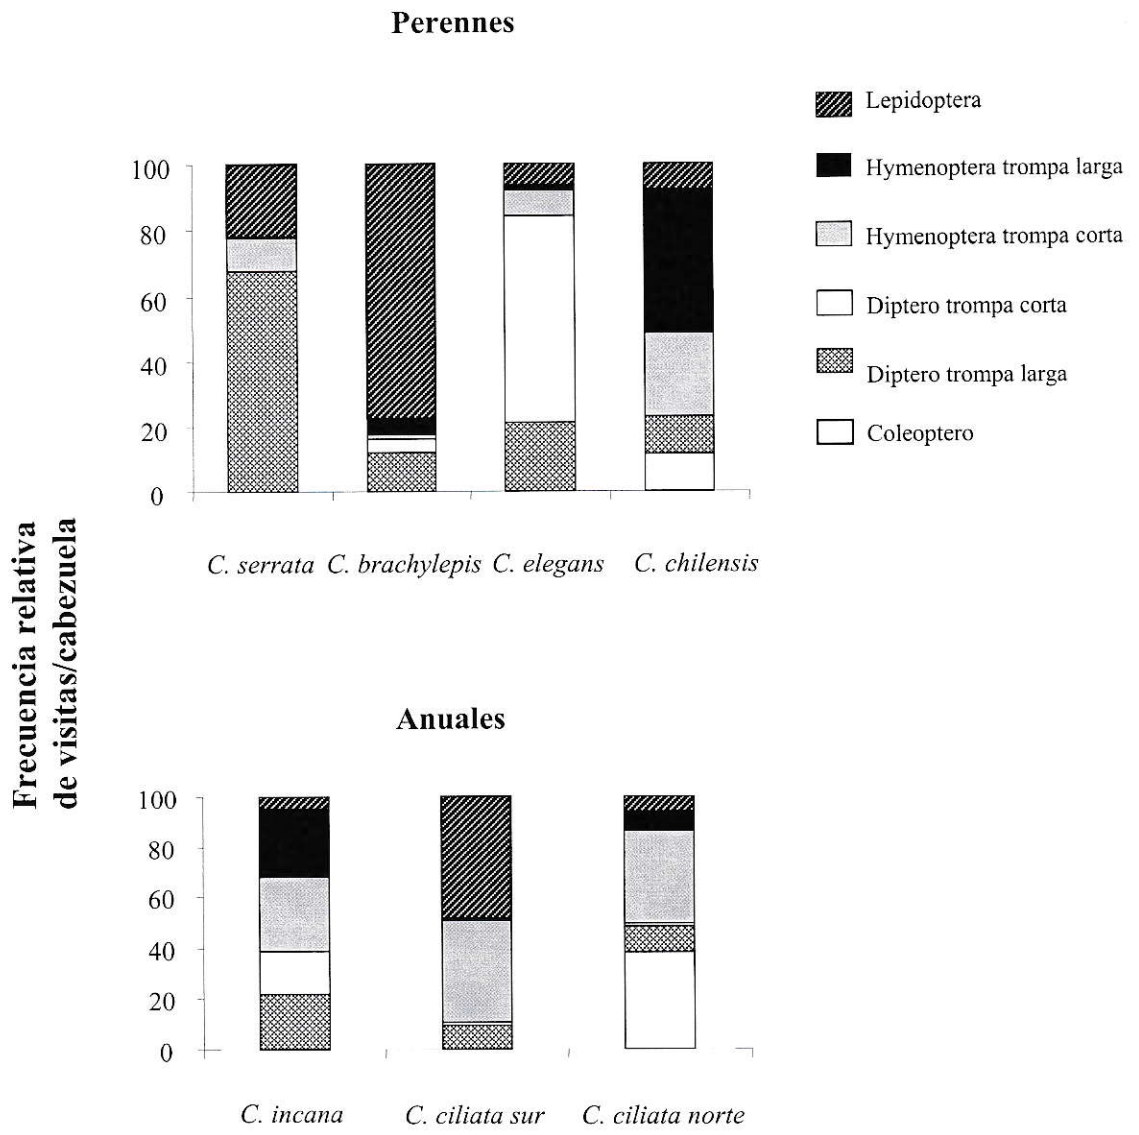 Perennes
Lepidoptera
Hymenoptera trompa larga
Hymenoptera trompa corta
Diptero trompa corta
Diptero trompa larga
Coleoptero
100
80
60
40
20
0
C. serrata C. brachylepis C. elegans C. chilensis
Frecuencia relativa
de visitas/cabezuela
Anuales
100
80
60
40
20
0
C. incana C. ciliata sur C. ciliata norte